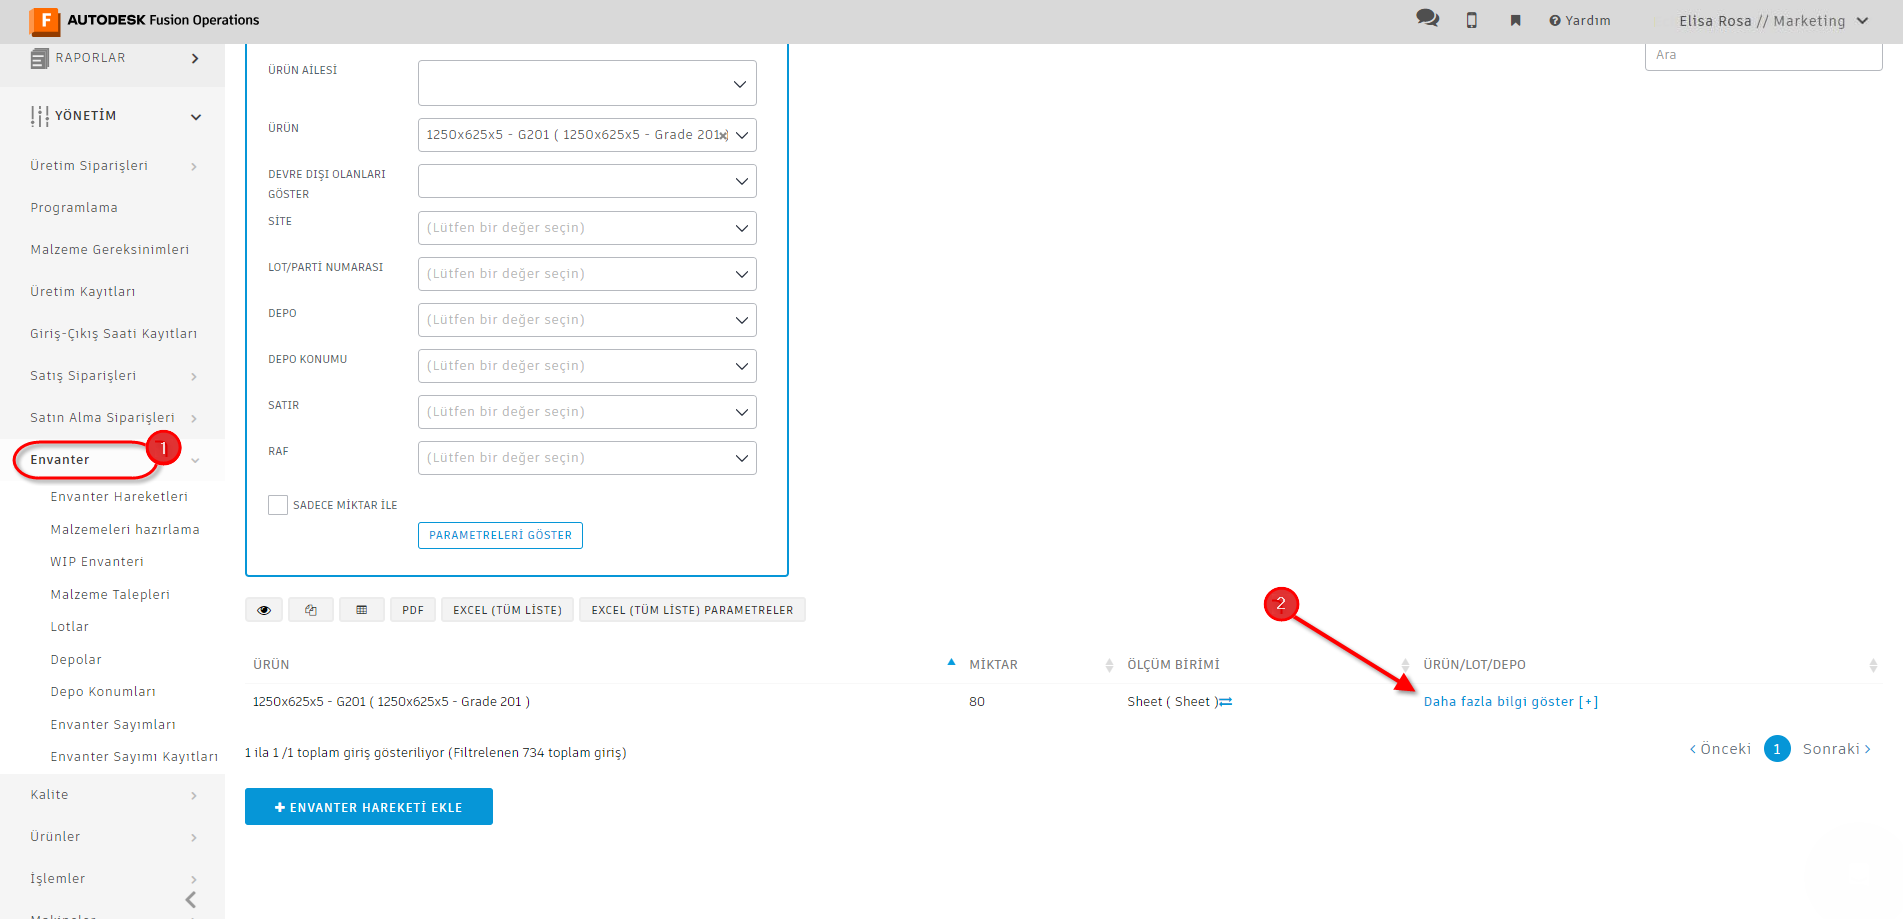 F AUTODESK Fusion Operations
Yardım
Elisa Rosa // Marketing
RAPORLAR
YÖNETİM
Üretim Siparişleri
Programlama
Malzeme Gereksinimleri
Üretim Kayıtları
Giriş-Çıkış Saati Kayıtları
Satış Siparişleri
Satın Alma Siparişleri
Envanter
1
Envanter Hareketleri
Malzemeleri hazırlama
WIP Envanteri
Malzeme Talepleri
Lotlar
Depolar
Depo Konumları
Envanter Sayımları
Envanter Sayımı Kayıtları
Kalite
Ürünler
İşlemler
Ara
ÜRÜN AİLESİ
ÜRÜN
1250x625x5 - G201 ( 1250x625x5 - Grade 201 )
DEVRE DIŞI OLANLARI
GÖSTER
SİTE
(Lütfen bir değer seçin)
LOT/PARTİ NUMARASI
(Lütfen bir değer seçin)
DEPO
(Lütfen bir değer seçin)
DEPO KONUMU
(Lütfen bir değer seçin)
SATIR
(Lütfen bir değer seçin)
RAF
(Lütfen bir değer seçin)
SADECE MİKTAR İLE
PARAMETRELERİ GÖSTER
PDF
EXCEL (TÜM LİSTE)
EXCEL (TÜM LİSTE) PARAMETRELER
2
ÜRÜN
MİKTAR
ÖLÇÜM BİRİMİ
ÜRÜN/LOT/DEPO
1250x625x5 - G201 ( 1250x625x5 - Grade 201 )
80
Sheet ( Sheet )
Daha fazla bilgi göster [+]
1 ila 1 /1 toplam giriş gösteriliyor (Filtrelenen 734 toplam giriş)
‹ Önceki 1 Sonraki ›
+ ENVANTER HAREKETİ EKLE